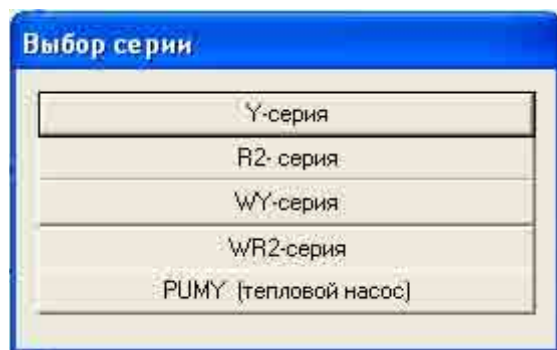 Выбор серии
Y-серия
R2- серия
WY-серия
WR2-серия
PUMY (тепловой насос)